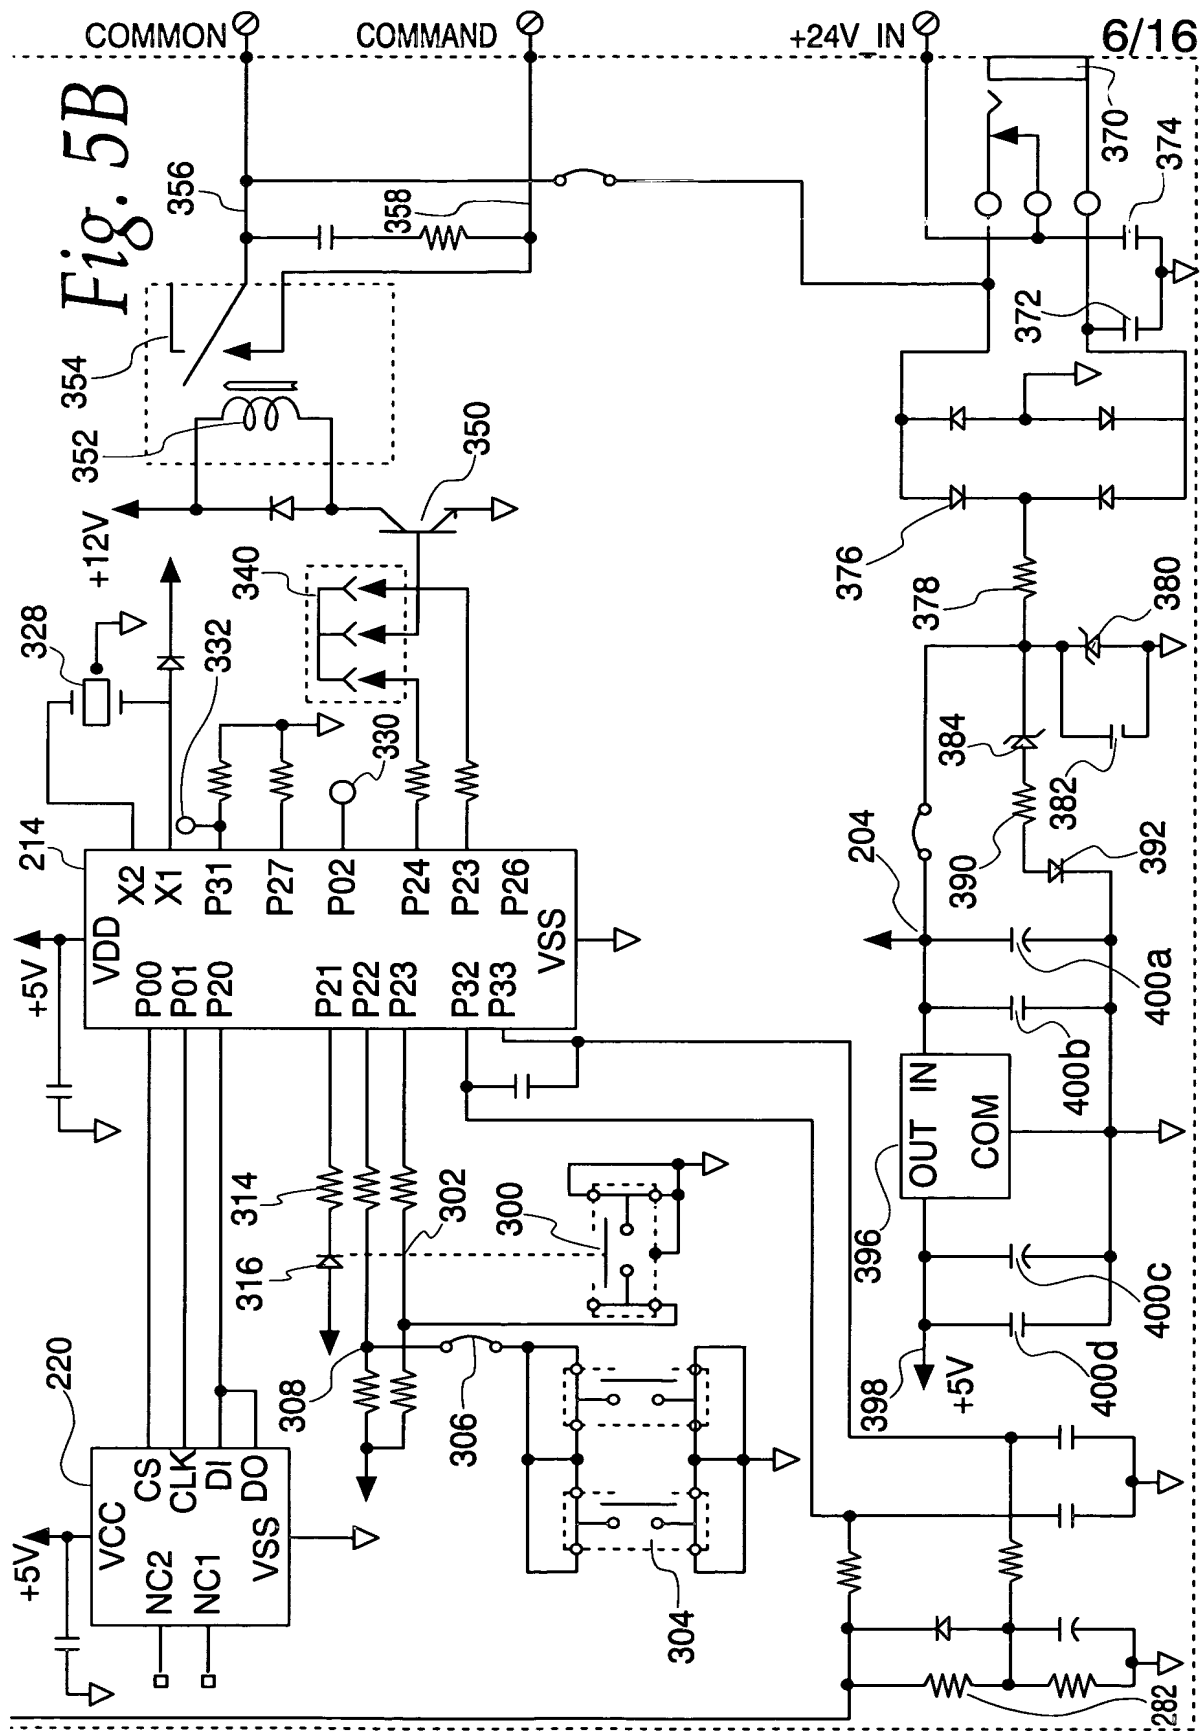 6/16
Fig. 5B
COMMON
COMMAND
+24V_IN
356
358
370
374
372
354
352
350
+12V
340
328
332
330
376
378
380
384
382
390
392
204
214
+5V
VDD
X2
X1
P31
P27
P02
P24
P23
P26
VSS
P00
P01
P20
P21
P22
P23
P32
P33
400a
400b
IN
OUT
COM
396
400c
400d
398
+5V
314
316
302
300
308
306
304
220
+5V
VCC
CS
CLK
DI
DO
NC2
NC1
VSS
282